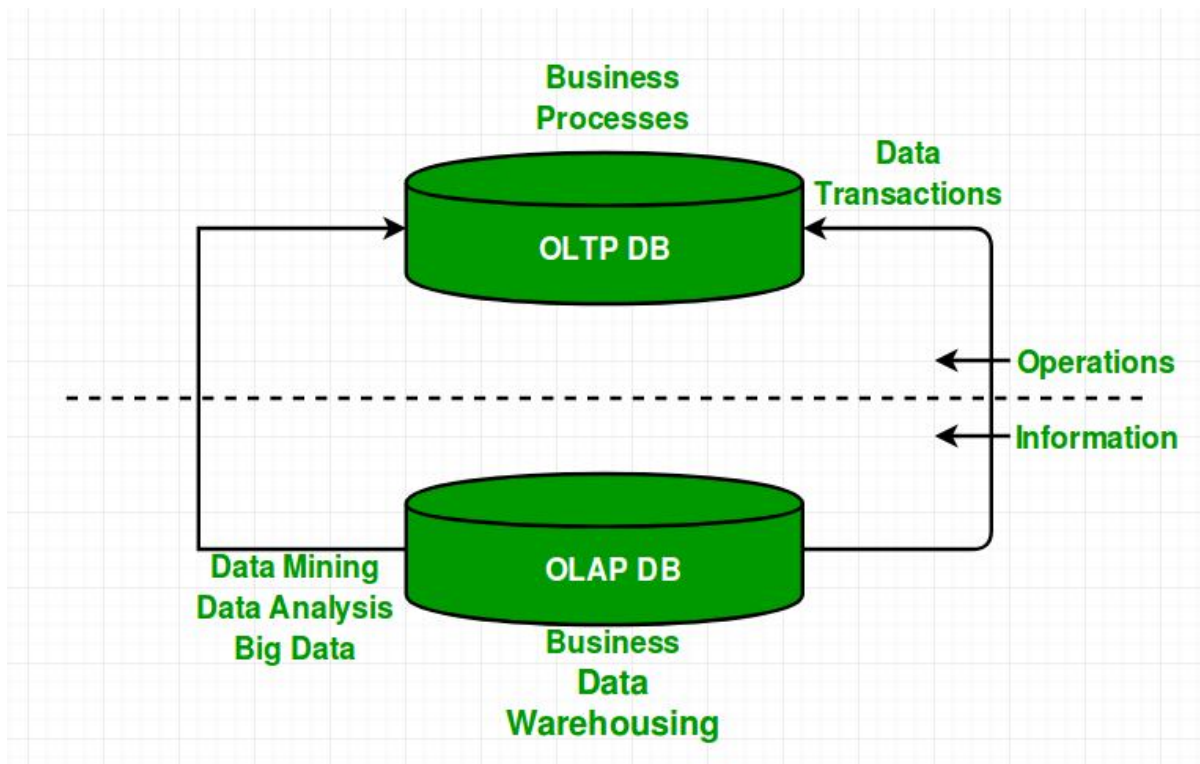 Business
Processes
Data
Transactions
OLTP DB
Operations
Information
OLAP DB
Data Mining
Data Analysis
Big Data
Business
Data
Warehousing